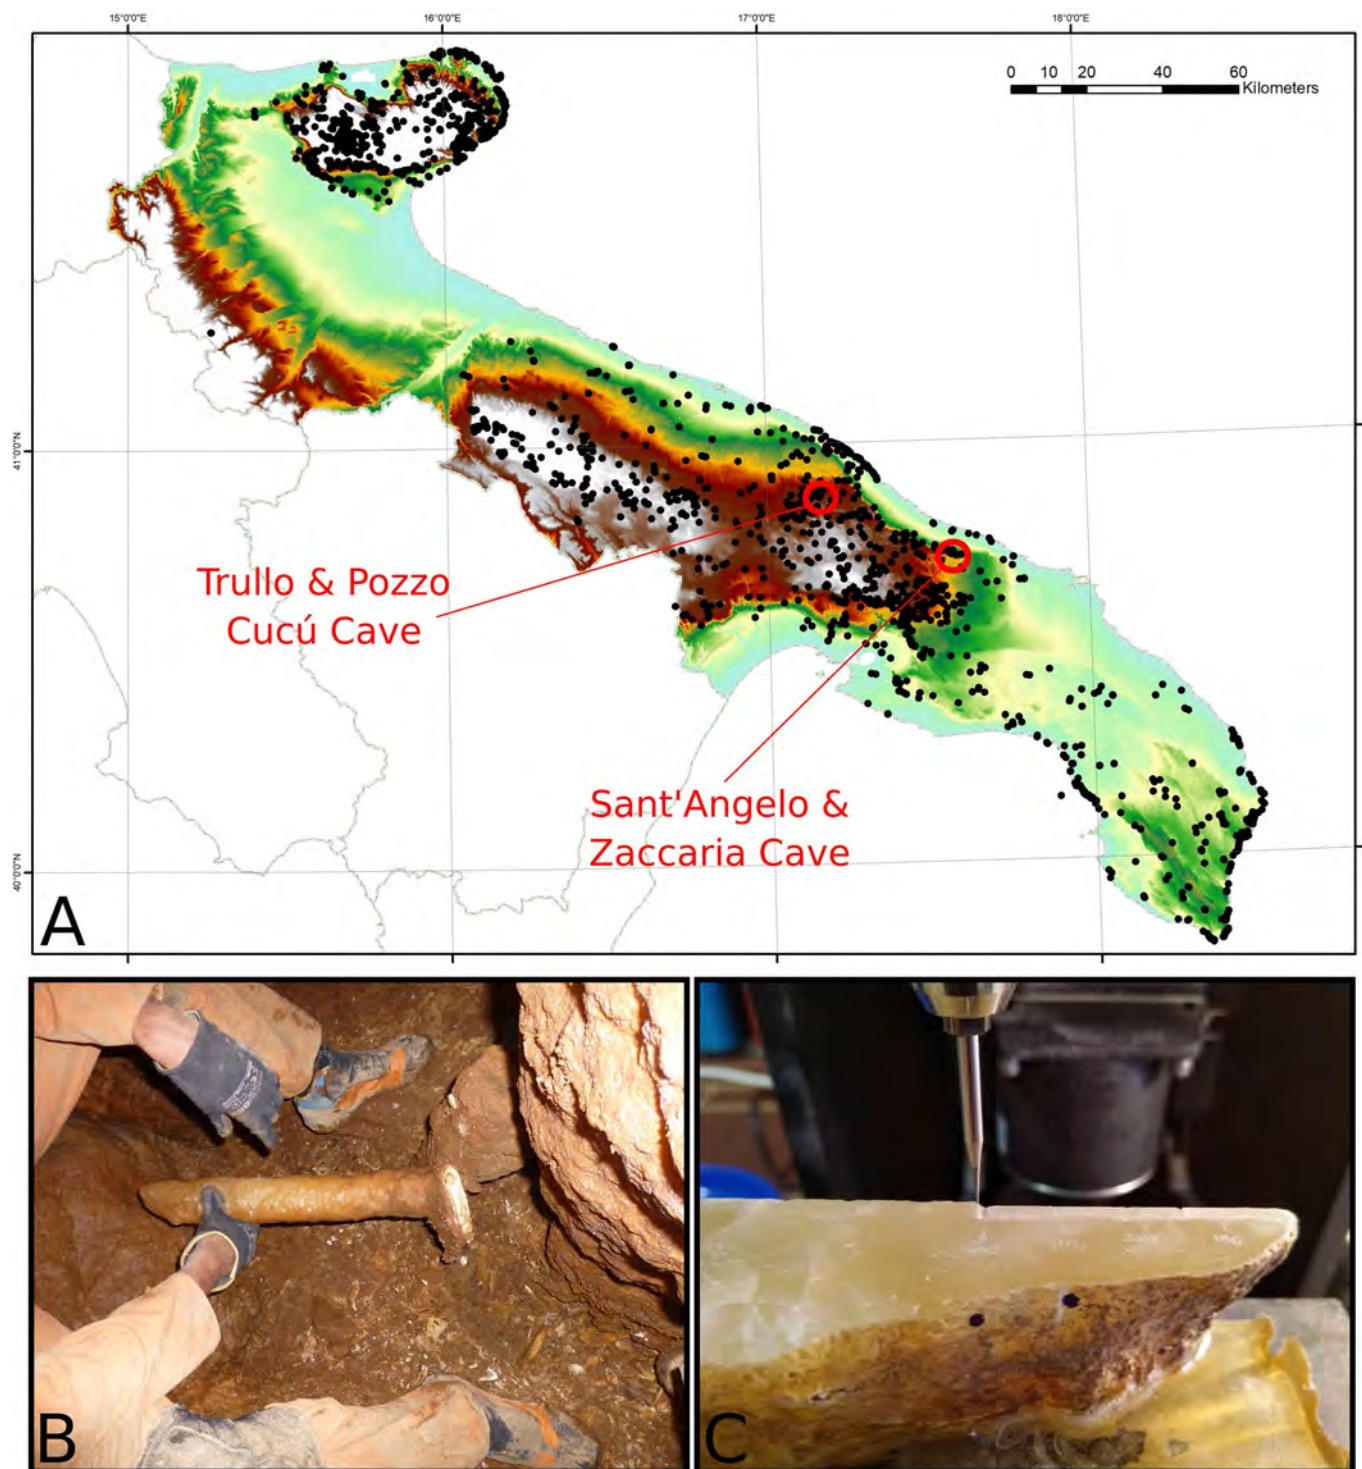 15°0'0"E 16°0'0"E 17°0'0"E 18°0'0"E
0 10 20 40 60
Kilometers
41°0'0"N
Trullo & Pozzo
Cucú Cave
Sant'Angelo &
Zaccaria Cave
40°0'0"N
A
B
C